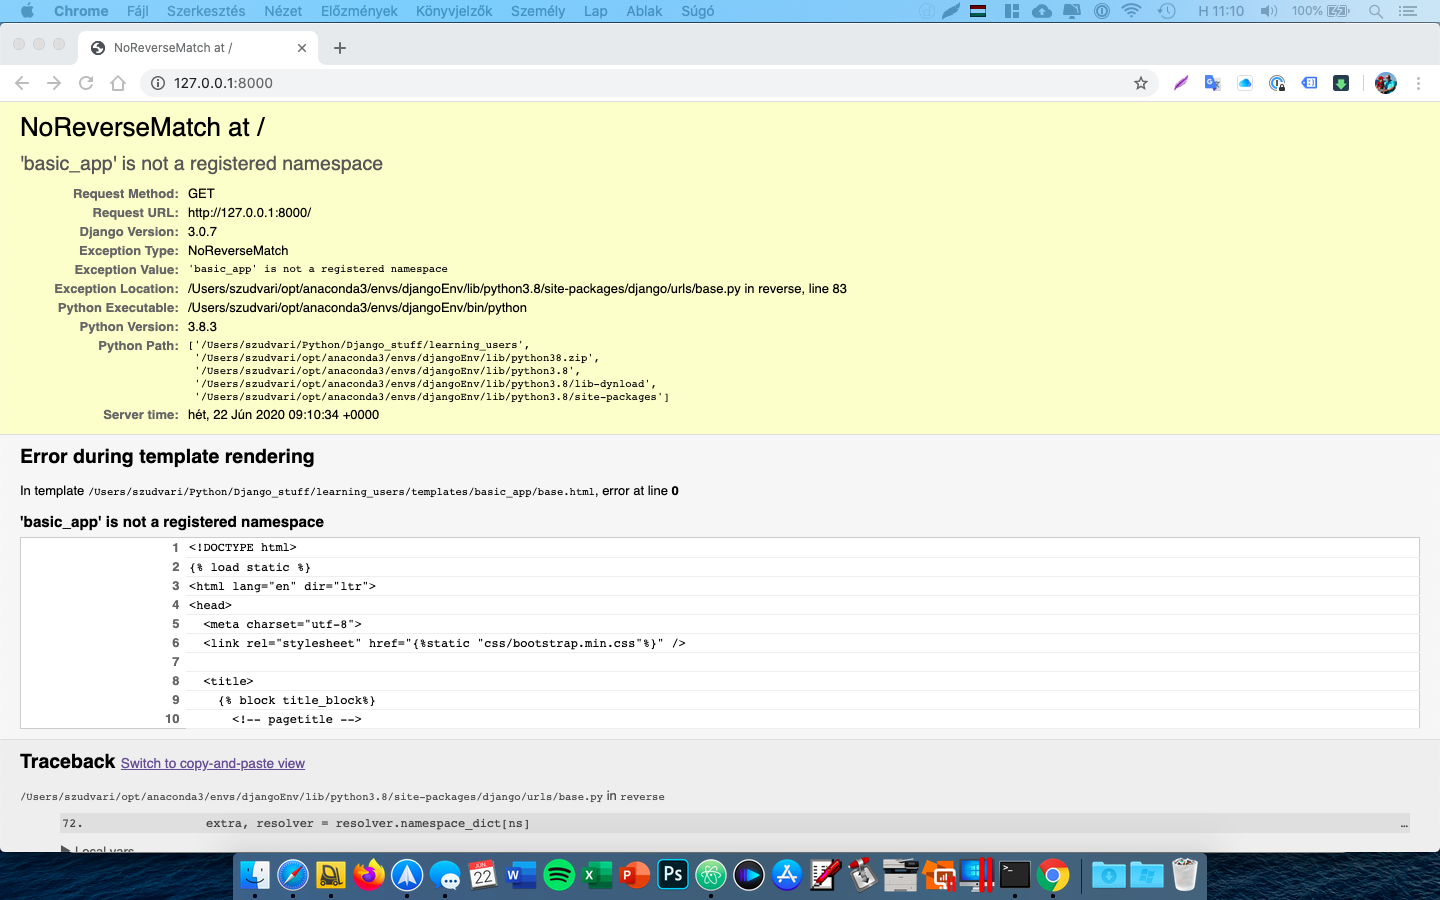 Chrome Fájl Szerkesztés Nézet Előzmények Könyvjelzők Személy Lap Ablak Súgó H 11:10 100%
NoReverseMatch at /
127.0.0.1:8000
NoReverseMatch at /
'basic_app' is not a registered namespace
Request Method: GET
Request URL: http://127.0.0.1:8000/
Django Version: 3.0.7
Exception Type: NoReverseMatch
Exception Value: 'basic_app' is not a registered namespace
Exception Location: /Users/szudvari/opt/anaconda3/envs/djangoEnv/lib/python3.8/site-packages/django/urls/base.py in reverse, line 83
Python Executable: /Users/szudvari/opt/anaconda3/envs/djangoEnv/bin/python
Python Version: 3.8.3
Python Path: ['/Users/szudvari/Python/Django_stuff/learning_users',
'/Users/szudvari/opt/anaconda3/envs/djangoEnv/lib/python38.zip',
'/Users/szudvari/opt/anaconda3/envs/djangoEnv/lib/python3.8',
'/Users/szudvari/opt/anaconda3/envs/djangoEnv/lib/python3.8/lib-dynload',
'/Users/szudvari/opt/anaconda3/envs/djangoEnv/lib/python3.8/site-packages']
Server time: hét, 22 Jún 2020 09:10:34 +0000
Error during template rendering
In template /Users/szudvari/Python/Django_stuff/learning_users/templates/basic_app/base.html, error at line 0
'basic_app' is not a registered namespace
1 <!DOCTYPE html>
2 {% load static %}
3 <html lang="en" dir="ltr">
4 <head>
5 <meta charset="utf-8">
6 <link rel="stylesheet" href="{%static "css/bootstrap.min.css"%}" />
7
8 <title>
9 {% block title_block%}
10 <!-- pagetitle -->
Traceback Switch to copy-and-paste view
/Users/szudvari/opt/anaconda3/envs/djangoEnv/lib/python3.8/site-packages/django/urls/base.py in reverse
72. extra, resolver = resolver.namespace_dict[ns] …
▶ Local vars
JUN 22 W X P Ps >_